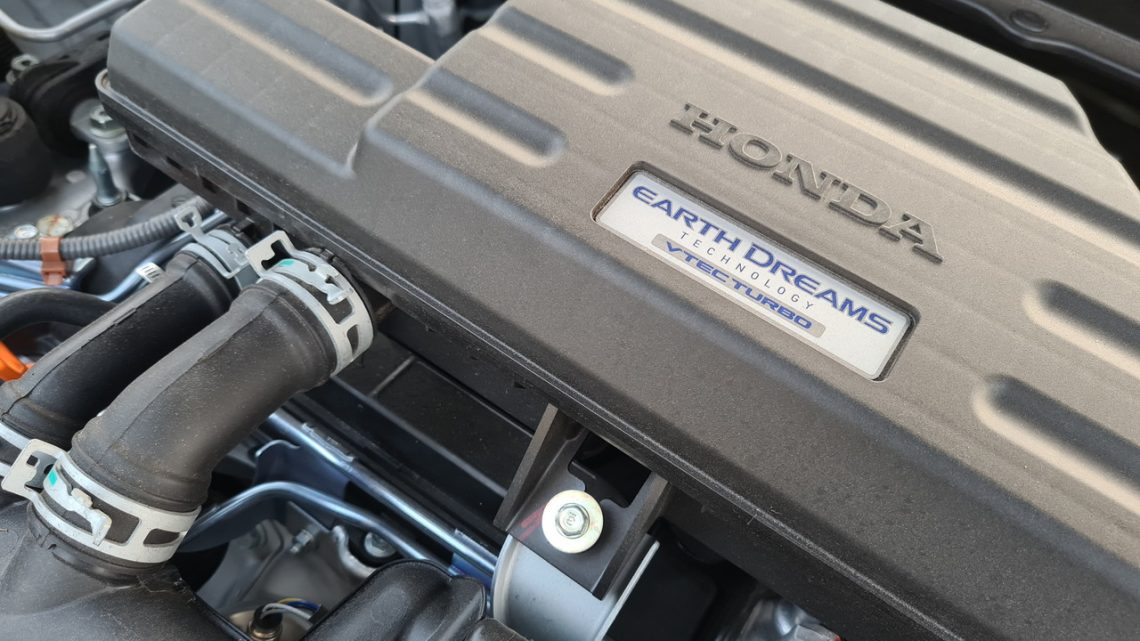 HONDA
EARTH DREAMS
TECHNOLOGY
VTEC TURBO